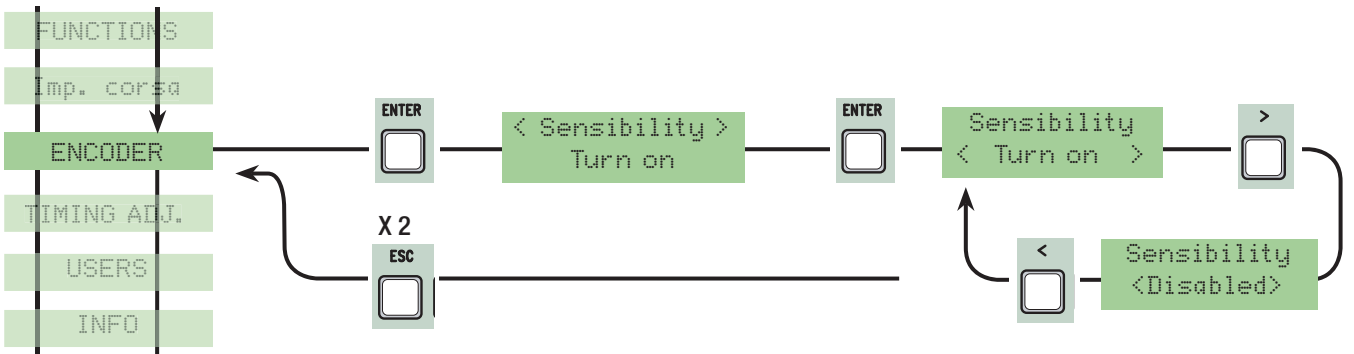 FUNCTIONS
Imp. corsa
ENCODER
TIMING ADJ.
USERS
INFO
ENTER
< Sensibility >
Turn on
ENTER
Sensibility
< Turn on >
>
X 2
ESC
<
Sensibility
<Disabled>